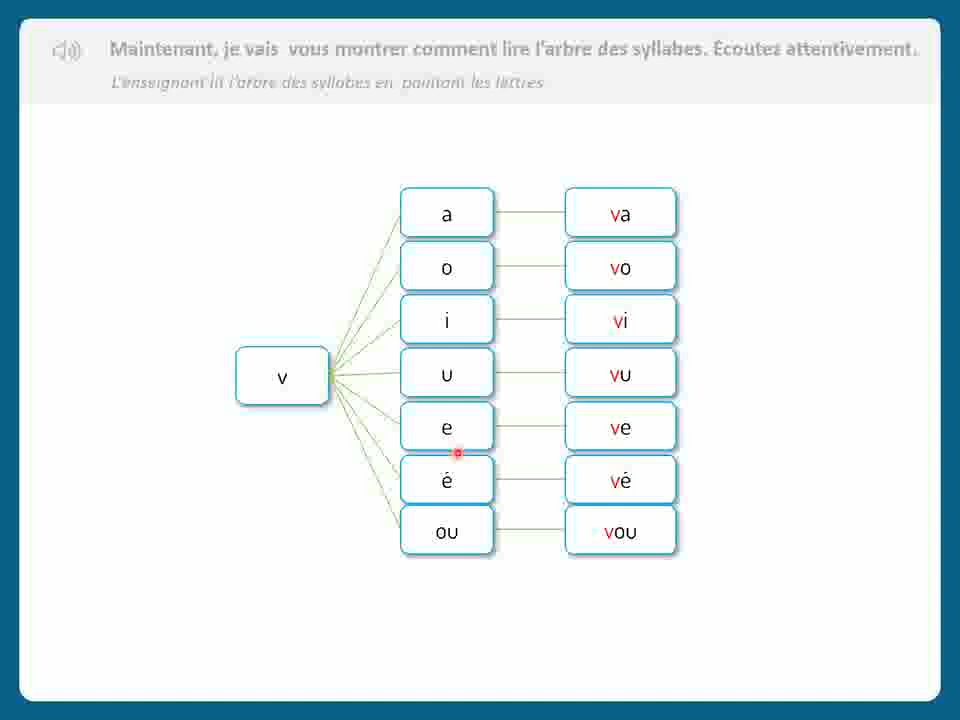 Maintenant, je vais vous montrer comment lire l'arbre des syllabes. Écoutez attentivement.
L'enseignant lit l'arbre des syllabes en pointant les lettres
a va
o vo
i vi
v u vu
e ve
é vé
ou vou